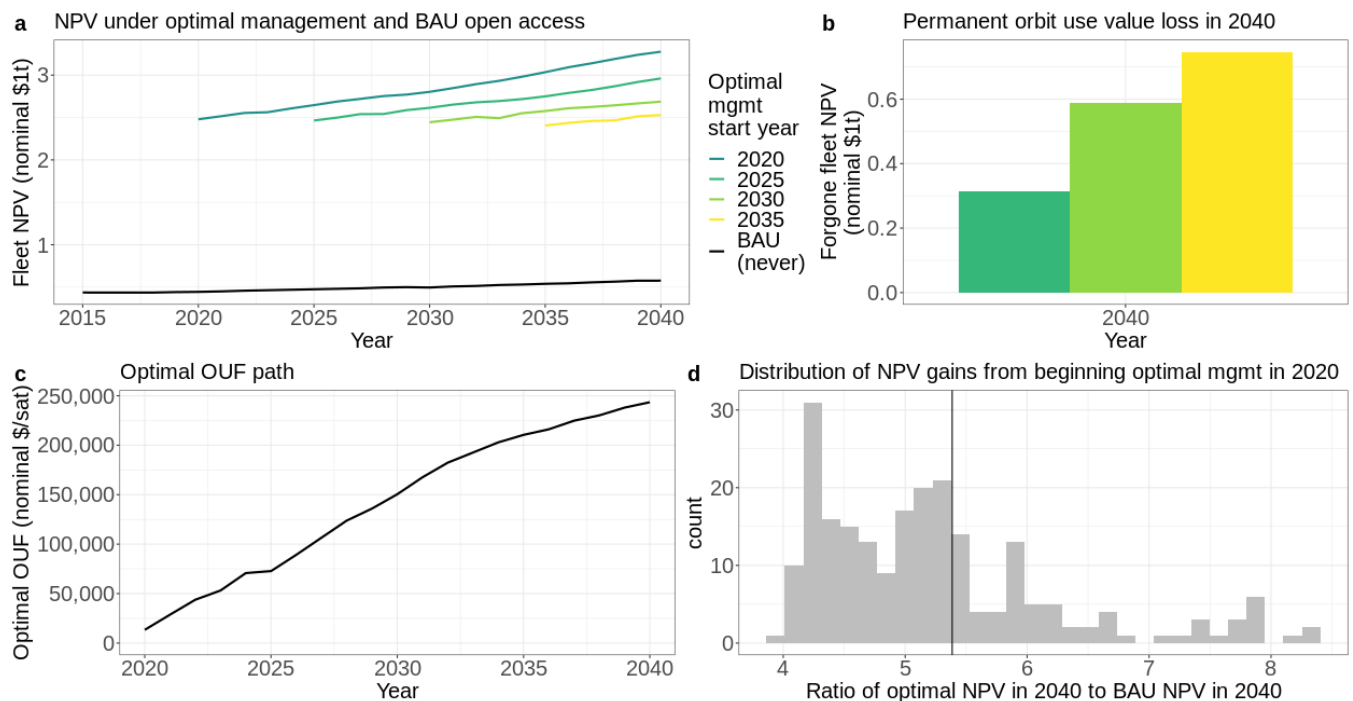 a NPV under optimal management and BAU open access
Fleet NPV (nominal $1t)
3
2
1
2015 2020 2025 2030 2035 2040
Year
Optimal
mgmt
start year
2020
2025
2030
2035
BAU
(never)
b Permanent orbit use value loss in 2040
Forgone fleet NPV
(nominal $1t)
0.6
0.4
0.2
0.0
2040
Year
c Optimal OUF path
Optimal OUF (nominal $/sat)
250,000
200,000
150,000
100,000
50,000
0
2020 2025 2030 2035 2040
Year
d Distribution of NPV gains from beginning optimal mgmt in 2020
count
30
20
10
0
4 5 6 7 8
Ratio of optimal NPV in 2040 to BAU NPV in 2040